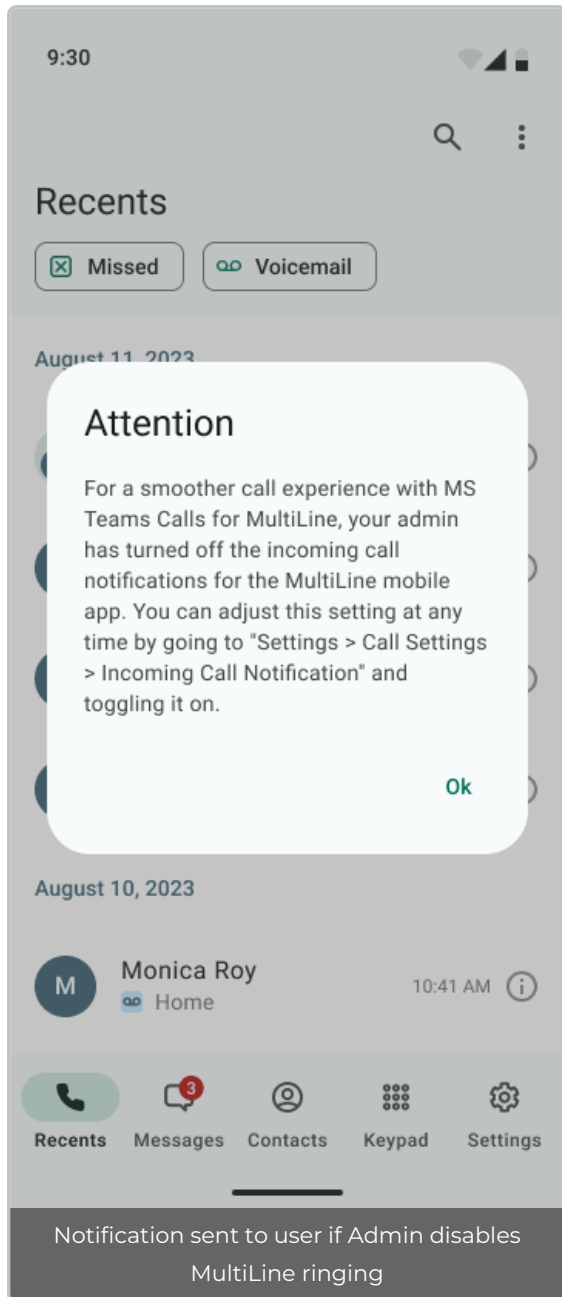 9:30
Recents
Missed
Voicemail
August 11, 2023
Attention
For a smoother call experience with MS
Teams Calls for MultiLine, your admin
has turned off the incoming call
notifications for the MultiLine mobile
app. You can adjust this setting at any
time by going to "Settings > Call Settings
> Incoming Call Notification" and
toggling it on.
Ok
August 10, 2023
M
Monica Roy
10:41 AM
Home
3
Recents Messages Contacts Keypad Settings
Notification sent to user if Admin disables
MultiLine ringing